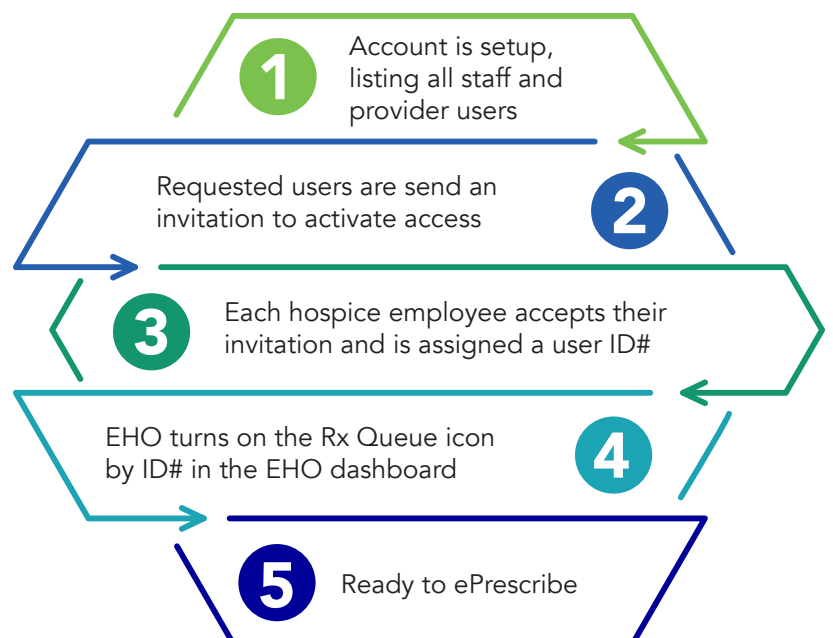 1
Account is setup,
listing all staff and
provider users
Requested users are send an
invitation to activate access
2
3
Each hospice employee accepts their
invitation and is assigned a user ID#
EHO turns on the Rx Queue icon
by ID# in the EHO dashboard
4
5
Ready to ePrescribe